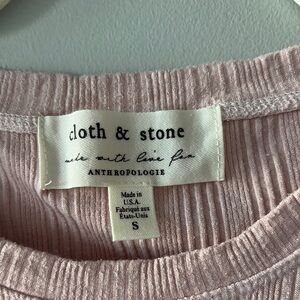 cloth & stone
made with love for
ANTHROPOLOGIE
Made in
U.S.A.
Fabriqué aux
États-Unis
S